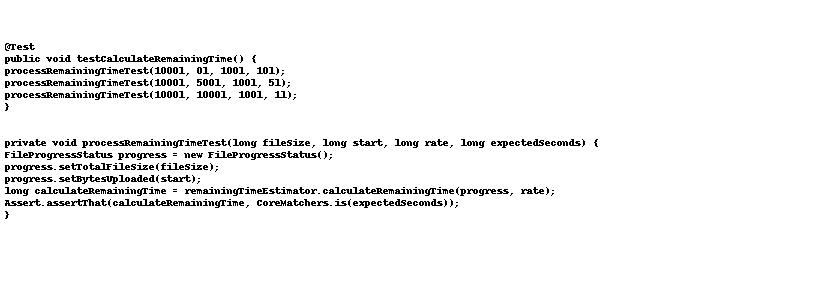 @Test
public void testCalculateRemainingTime() {
processRemainingTimeTest(1000l, 0l, 100l, 10l);
processRemainingTimeTest(1000l, 500l, 100l, 5l);
processRemainingTimeTest(1000l, 1000l, 100l, 1l);
}
private void processRemainingTimeTest(long fileSize, long start, long rate, long expectedSeconds) {
FileProgressStatus progress = new FileProgressStatus();
progress.setTotalFileSize(fileSize);
progress.setBytesUploaded(start);
long calculateRemainingTime = remainingTimeEstimator.calculateRemainingTime(progress, rate);
Assert.assertThat(calculateRemainingTime, CoreMatchers.is(expectedSeconds));
}